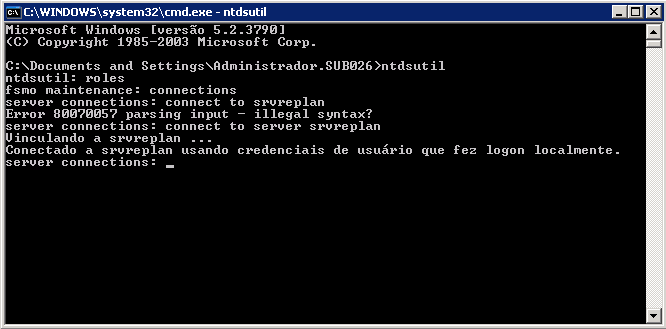 C:\WINDOWS\system32\cmd.exe - ntdsutil
Microsoft Windows [versão 5.2.3790]
(C) Copyright 1985-2003 Microsoft Corp.
C:\Documents and Settings\Administrador.SUB026>ntdsutil
ntdsutil: roles
fsmo maintenance: connections
server connections: connect to srvreplan
Error 80070057 parsing input - illegal syntax?
server connections: connect to server srvreplan
Vinculando a srvreplan ...
Conectado a srvreplan usando credenciais de usuário que fez logon localmente.
server connections: _